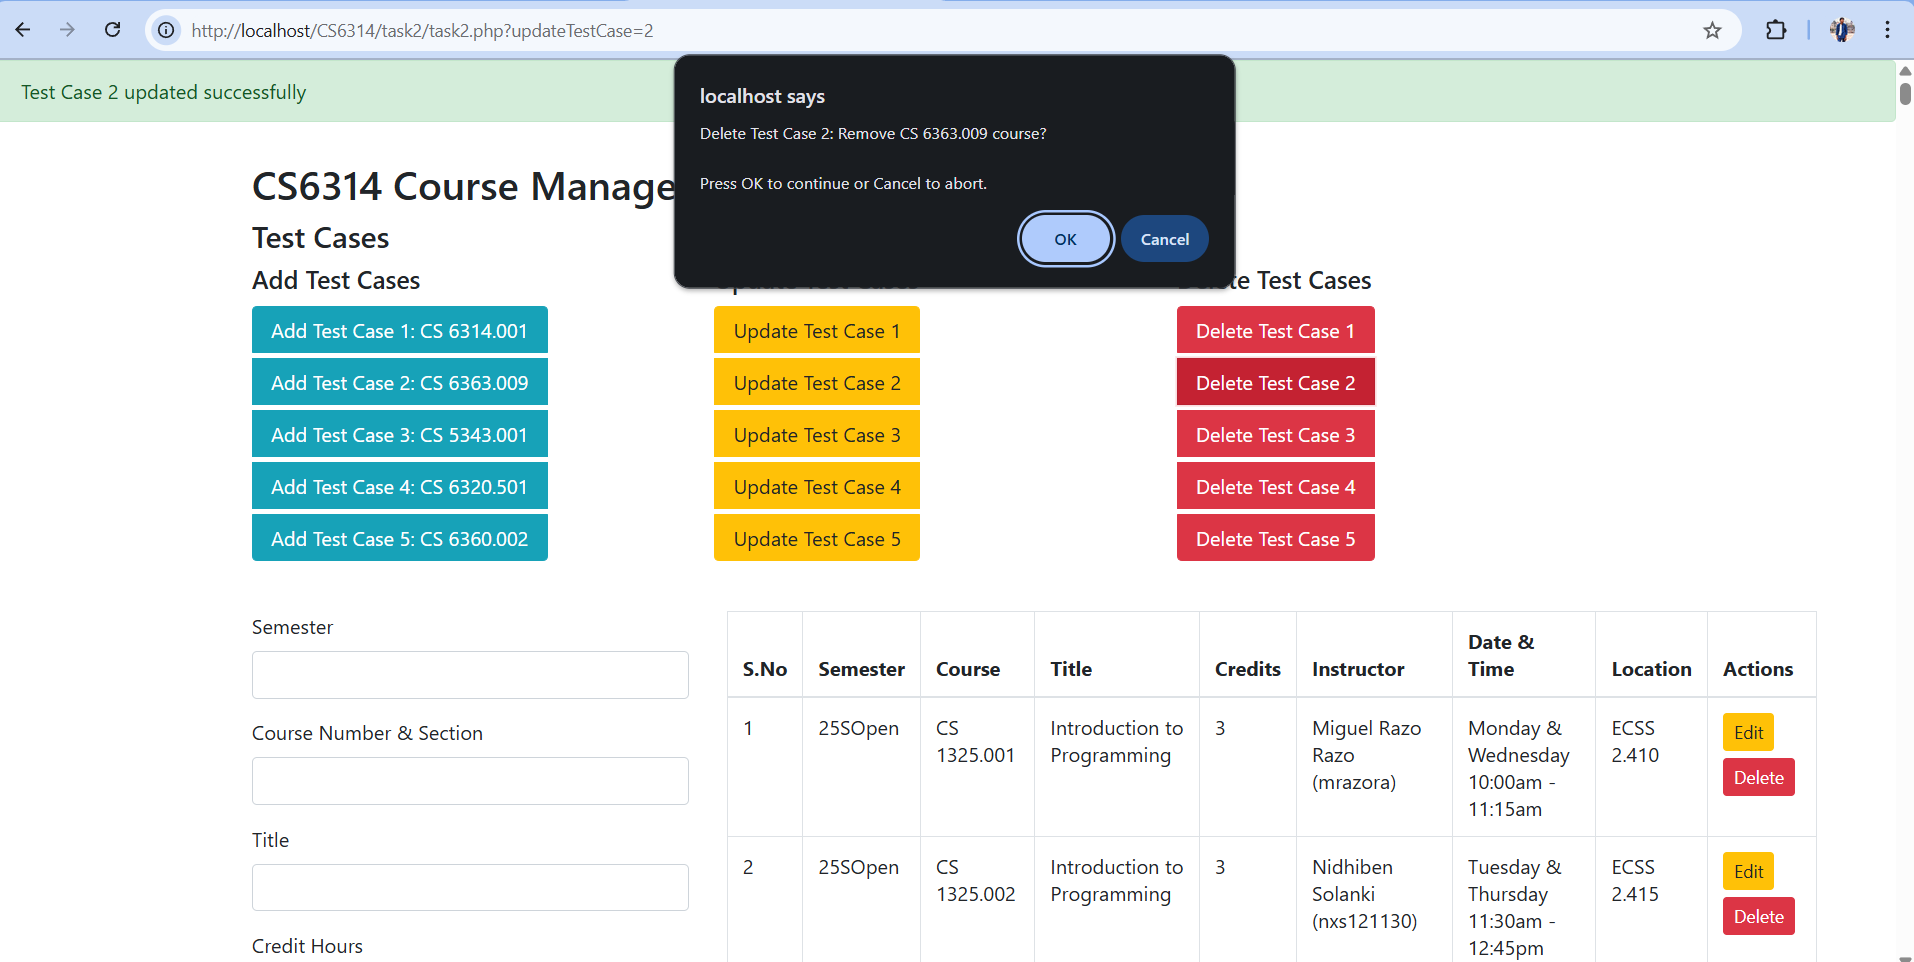 http://localhost/CS6314/task2/task2.php?updateTestCase=2
Test Case 2 updated successfully
localhost says
Delete Test Case 2: Remove CS 6363.009 course?
Press OK to continue or Cancel to abort.
OK
Cancel
CS6314 Course Manage
Test Cases
Add Test Cases
Add Test Case 1: CS 6314.001
Add Test Case 2: CS 6363.009
Add Test Case 3: CS 5343.001
Add Test Case 4: CS 6320.501
Add Test Case 5: CS 6360.002
Update Test Cases
Update Test Case 1
Update Test Case 2
Update Test Case 3
Update Test Case 4
Update Test Case 5
te Test Cases
Delete Test Case 1
Delete Test Case 2
Delete Test Case 3
Delete Test Case 4
Delete Test Case 5
Semester
Course Number & Section
Title
Credit Hours
S.No
Semester
Course
Title
Credits
Instructor
Date &
Time
Location
Actions
1
25SOpen
CS
1325.001
Introduction to
Programming
3
Miguel Razo
Razo
(mrazora)
Monday &
Wednesday
10:00am -
11:15am
ECSS
2.410
Edit
Delete
2
25SOpen
CS
1325.002
Introduction to
Programming
3
Nidhiben
Solanki
(nxs121130)
Tuesday &
Thursday
11:30am -
12:45pm
ECSS
2.415
Edit
Delete